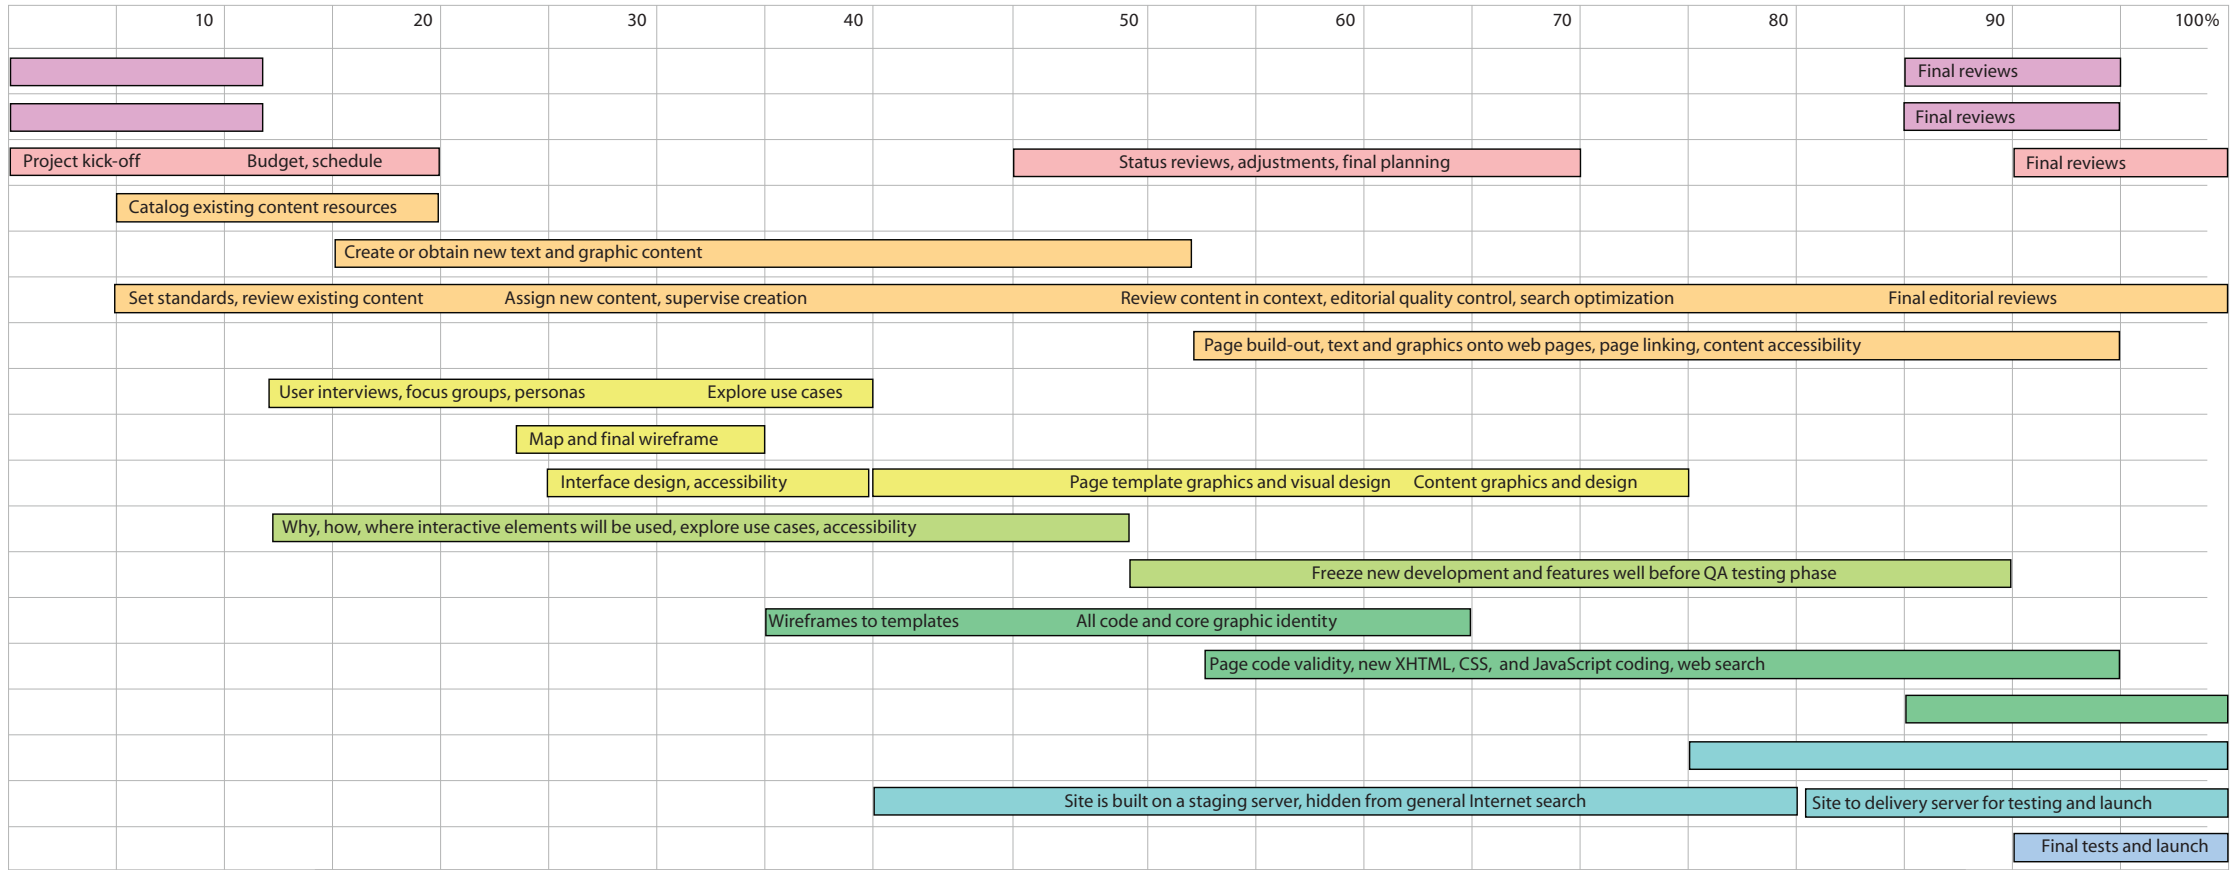 10 20 30 40 50 60 70 80 90 100%
Final reviews
Final reviews
Project kick-off Budget, schedule Status reviews, adjustments, final planning Final reviews
Catalog existing content resources
Create or obtain new text and graphic content
Set standards, review existing content Assign new content, supervise creation Review content in context, editorial quality control, search optimization Final editorial reviews
Page build-out, text and graphics onto web pages, page linking, content accessibility
User interviews, focus groups, personas Explore use cases
Map and final wireframe
Interface design, accessibility Page template graphics and visual design Content graphics and design
Why, how, where interactive elements will be used, explore use cases, accessibility
Freeze new development and features well before QA testing phase
Wireframes to templates All code and core graphic identity
Page code validity, new XHTML, CSS, and JavaScript coding, web search
Site is built on a staging server, hidden from general Internet search Site to delivery server for testing and launch
Final tests and launch